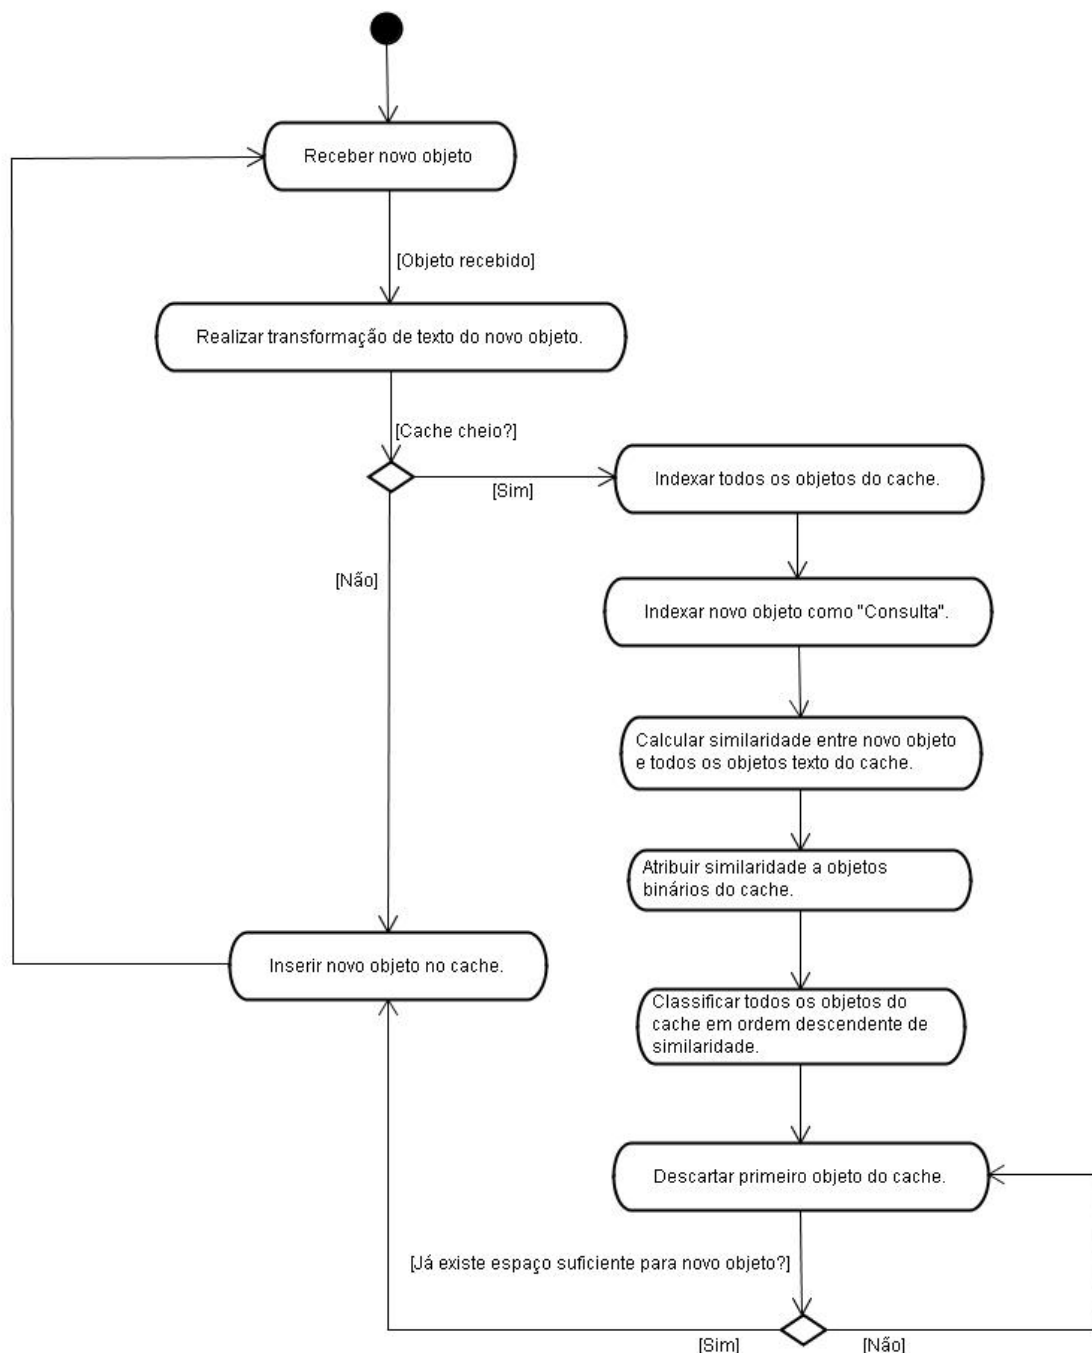 Receber novo objeto
[Objeto recebido]
Realizar transformação de texto do novo objeto.
[Cache cheio?]
[Sim]
Indexar todos os objetos do cache.
[Não]
Indexar novo objeto como "Consulta".
Calcular similaridade entre novo objeto
e todos os objetos texto do cache.
Atribuir similaridade a objetos
binários do cache.
Inserir novo objeto no cache.
Classificar todos os objetos do
cache em ordem descendente de
similaridade.
Descartar primeiro objeto do cache.
[Já existe espaço suficiente para novo objeto?]
[Sim]
[Não]